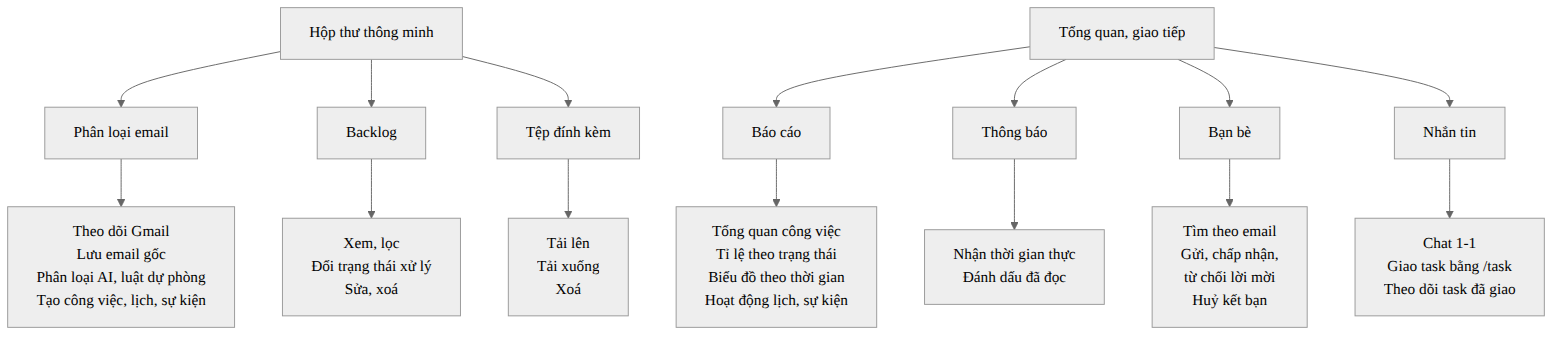 Hộp thư thông minh
Tổng quan, giao tiếp
Phân loại email
Backlog
Tệp đính kèm
Báo cáo
Thông báo
Bạn bè
Nhắn tin
Theo dõi Gmail
Lưu email gốc
Phân loại AI, luật dự phòng
Tạo công việc, lịch, sự kiện
Xem, lọc
Đổi trạng thái xử lý
Sửa, xoá
Tải lên
Tải xuống
Xoá
Tổng quan công việc
Tỉ lệ theo trạng thái
Biểu đồ theo thời gian
Hoạt động lịch, sự kiện
Nhận thời gian thực
Đánh dấu đã đọc
Tìm theo email
Gửi, chấp nhận,
từ chối lời mời
Huỷ kết bạn
Chat 1-1
Giao task bằng /task
Theo dõi task đã giao